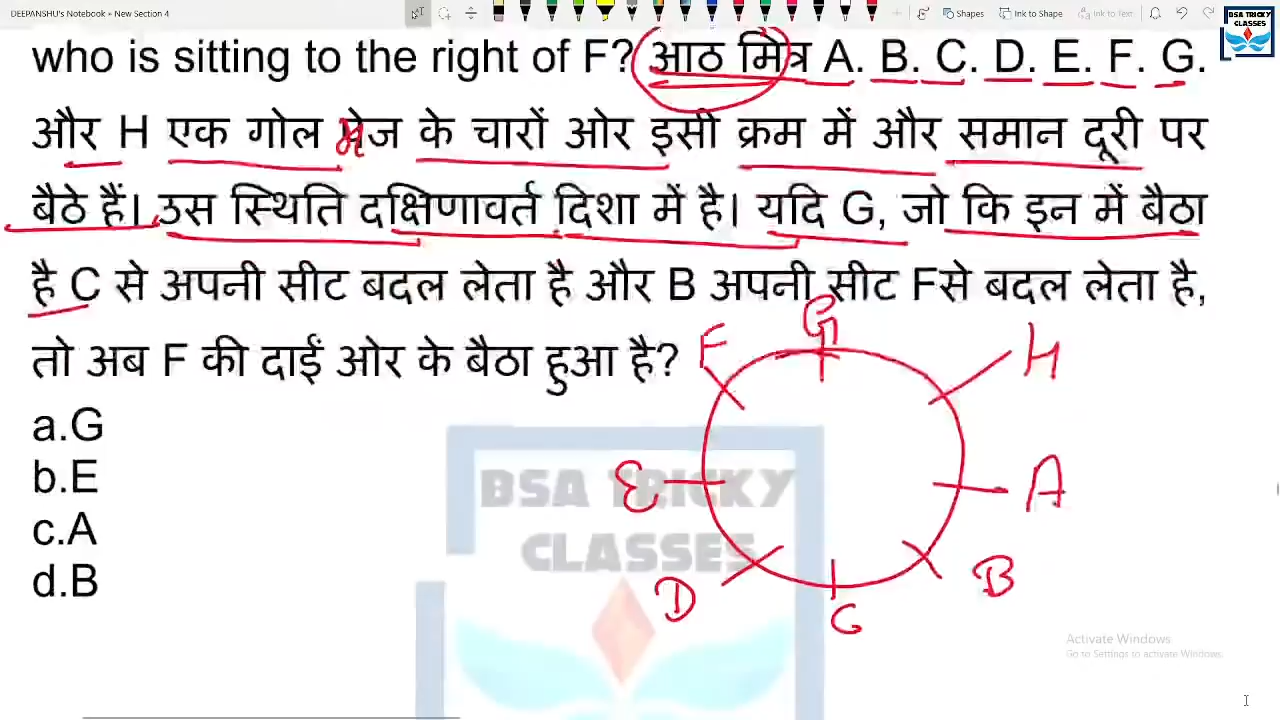 DEEPANSHU's Notebook » New Section 4
Shapes Ink to Shape Ink to Text
BSA TRICKY
CLASSES
who is sitting to the right of F? आठ मित्र A. B. C. D. E. F. G.
और H एक गोल मेज के चारों ओर इसी क्रम में और समान दूरी पर
बैठे हैं। उस स्थिति दक्षिणावर्त दिशा में है। यदि G, जो कि इन में बैठा
है C से अपनी सीट बदल लेता है और B अपनी सीट Fसे बदल लेता है,
तो अब F की दाईं ओर के बैठा हुआ है?
a.G
b.E
c.A
d.B
G
F
H
E
A
D
B
BSA TRICKY
CLASSES
Activate Windows
Go to Settings to activate Windows.